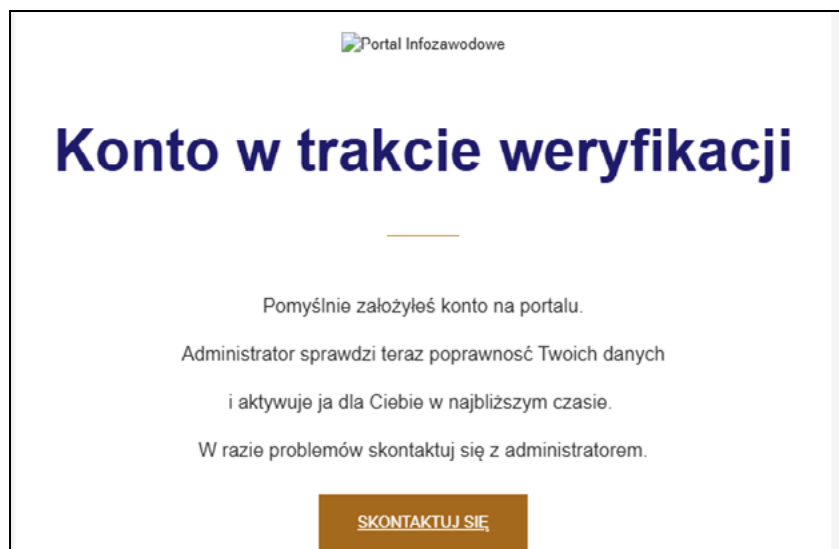 Portal Infozawodowe
Konto w trakcie weryfikacji
Pomyślnie założyłeś konto na portalu.
Administrator sprawdzi teraz poprawnosć Twoich danych
i aktywuje ja dla Ciebie w najbliższym czasie.
W razie problemów skontaktuj się z administratorem.
SKONTAKTUJ SIĘ